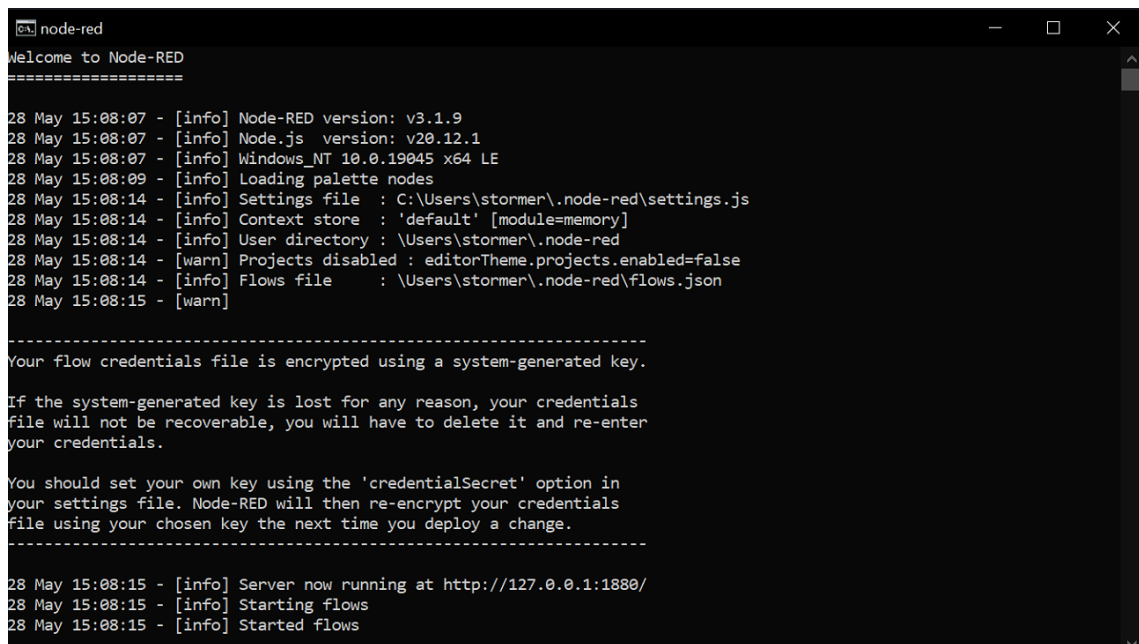 node-red
Welcome to Node-RED
===================
28 May 15:08:07 - [info] Node-RED version: v3.1.9
28 May 15:08:07 - [info] Node.js  version: v20.12.1
28 May 15:08:07 - [info] Windows_NT 10.0.19045 x64 LE
28 May 15:08:09 - [info] Loading palette nodes
28 May 15:08:14 - [info] Settings file  : C:\Users\stormer\.node-red\settings.js
28 May 15:08:14 - [info] Context store  : 'default' [module=memory]
28 May 15:08:14 - [info] User directory : \Users\stormer\.node-red
28 May 15:08:14 - [warn] Projects disabled : editorTheme.projects.enabled=false
28 May 15:08:14 - [info] Flows file     : \Users\stormer\.node-red\flows.json
28 May 15:08:15 - [warn]
---------------------------------------------------------------------
Your flow credentials file is encrypted using a system-generated key.
If the system-generated key is lost for any reason, your credentials
file will not be recoverable, you will have to delete it and re-enter
your credentials.
You should set your own key using the 'credentialSecret' option in
your settings file. Node-RED will then re-encrypt your credentials
file using your chosen key the next time you deploy a change.
---------------------------------------------------------------------
28 May 15:08:15 - [info] Server now running at http://127.0.0.1:1880/
28 May 15:08:15 - [info] Starting flows
28 May 15:08:15 - [info] Started flows